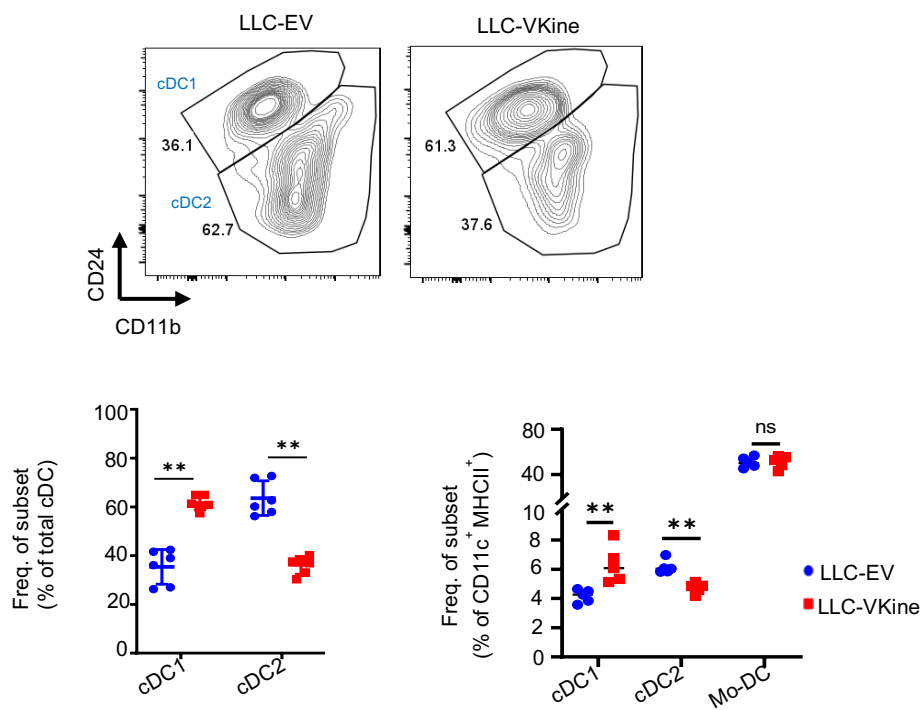 LLC-EV
LLC-VKine
cDC1
36.1
cDC2
62.7
61.3
37.6
CD24
CD11b
Freq. of subset
(% of total cDC)
100
80
60
40
20
0
**
**
cDC1
cDC2
Freq. of subset
(% of CD11c+ MHCII+)
80
40
10
8
6
4
2
0
**
**
ns
cDC1
cDC2
Mo-DC
LLC-EV
LLC-VKine